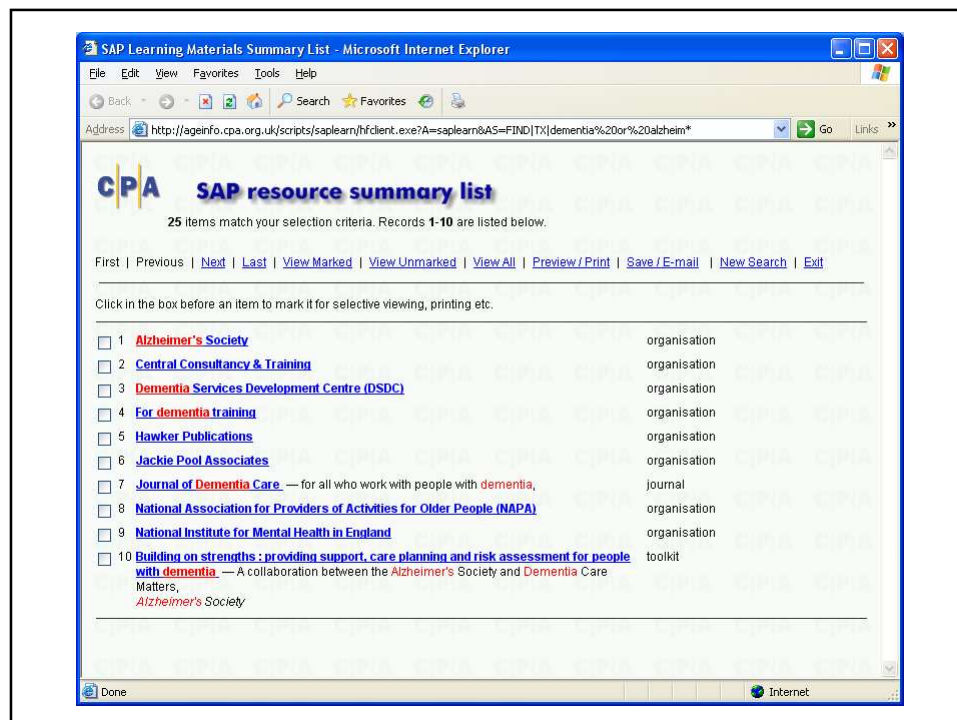 SAP Learning Materials Summary List - Microsoft Internet Explorer
File Edit View Favorites Tools Help
Back Search Favorites
Address http://ageinfo.cpa.org.uk/scripts/saplearn/hfclient.exe?A=saplearn&AS=FIND|TX|dementia%20or%20alzheim* Go Links »
CPA SAP resource summary list
25 items match your selection criteria. Records 1-10 are listed below.
First | Previous | Next | Last | View Marked | View Unmarked | View All | Preview / Print | Save / E-mail | New Search | Exit
Click in the box before an item to mark it for selective viewing, printing etc.
1 Alzheimer's Society organisation
2 Central Consultancy & Training organisation
3 Dementia Services Development Centre (DSDC) organisation
4 For dementia training organisation
5 Hawker Publications organisation
6 Jackie Pool Associates organisation
7 Journal of Dementia Care — for all who work with people with dementia, journal
8 National Association for Providers of Activities for Older People (NAPA) organisation
9 National Institute for Mental Health in England organisation
10 Building on strengths : providing support, care planning and risk assessment for people toolkit
with dementia — A collaboration between the Alzheimer's Society and Dementia Care
Matters,
Alzheimer's Society
Done Internet